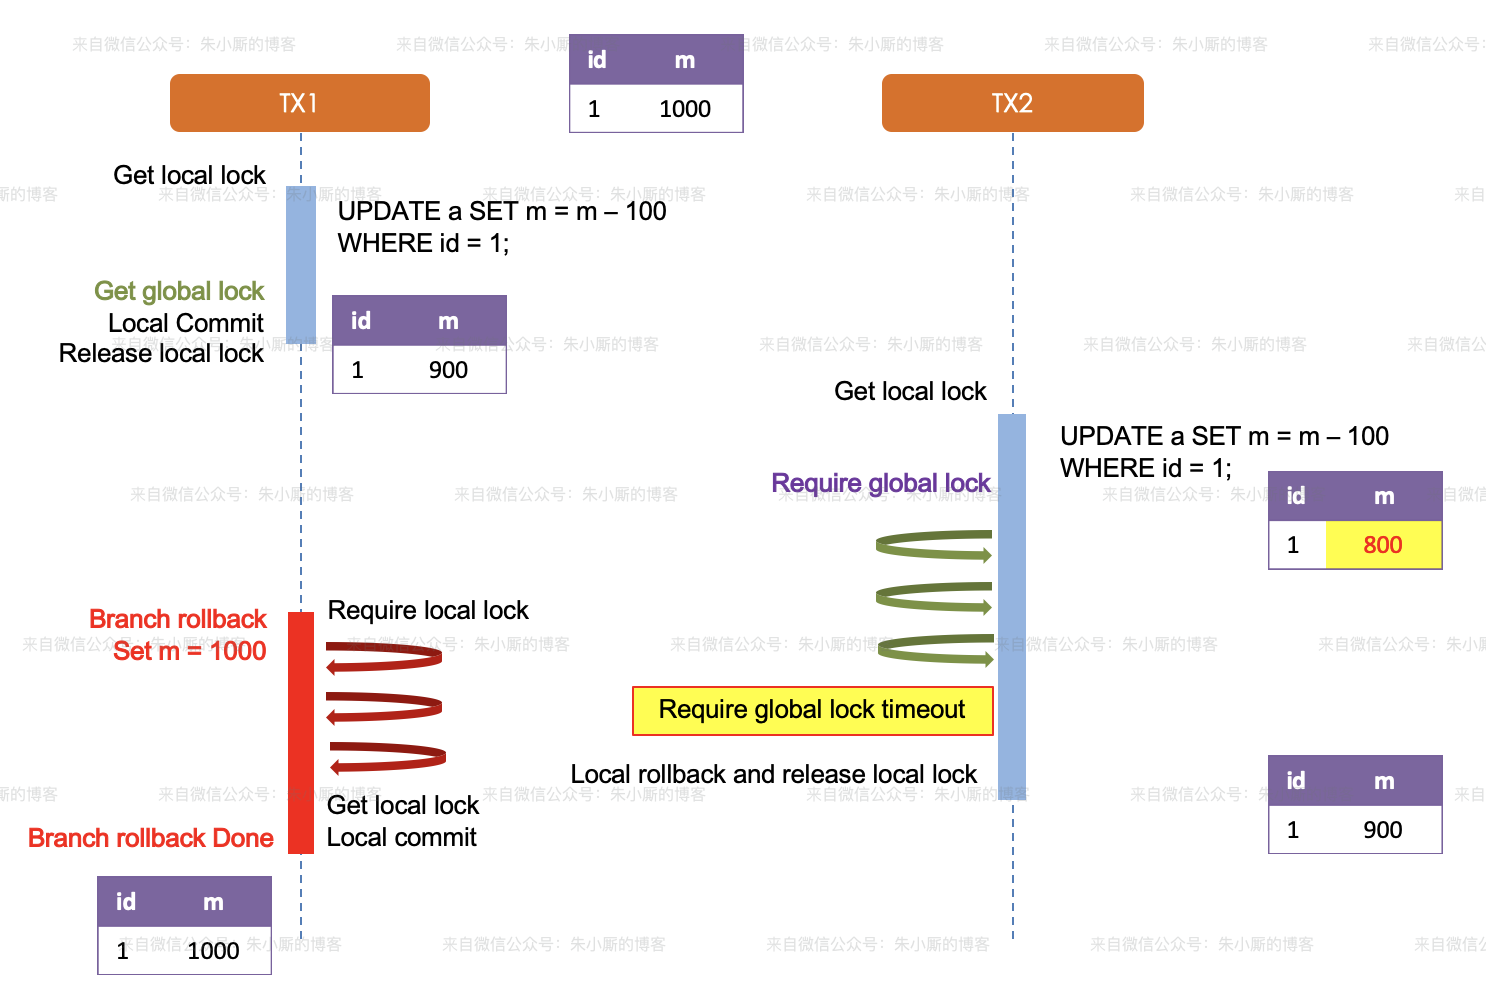 id m
1 1000
TX1
TX2
Get local lock
UPDATE a SET m = m – 100
WHERE id = 1;
Get global lock
Local Commit
Release local lock
id m
1 900
Get local lock
UPDATE a SET m = m – 100
WHERE id = 1;
Require global lock
id m
1 800
Branch rollback
Set m = 1000
Require local lock
Require global lock timeout
Local rollback and release local lock
id m
1 900
Get local lock
Local commit
Branch rollback Done
id m
1 1000
来自微信公众号：朱小厮的博客